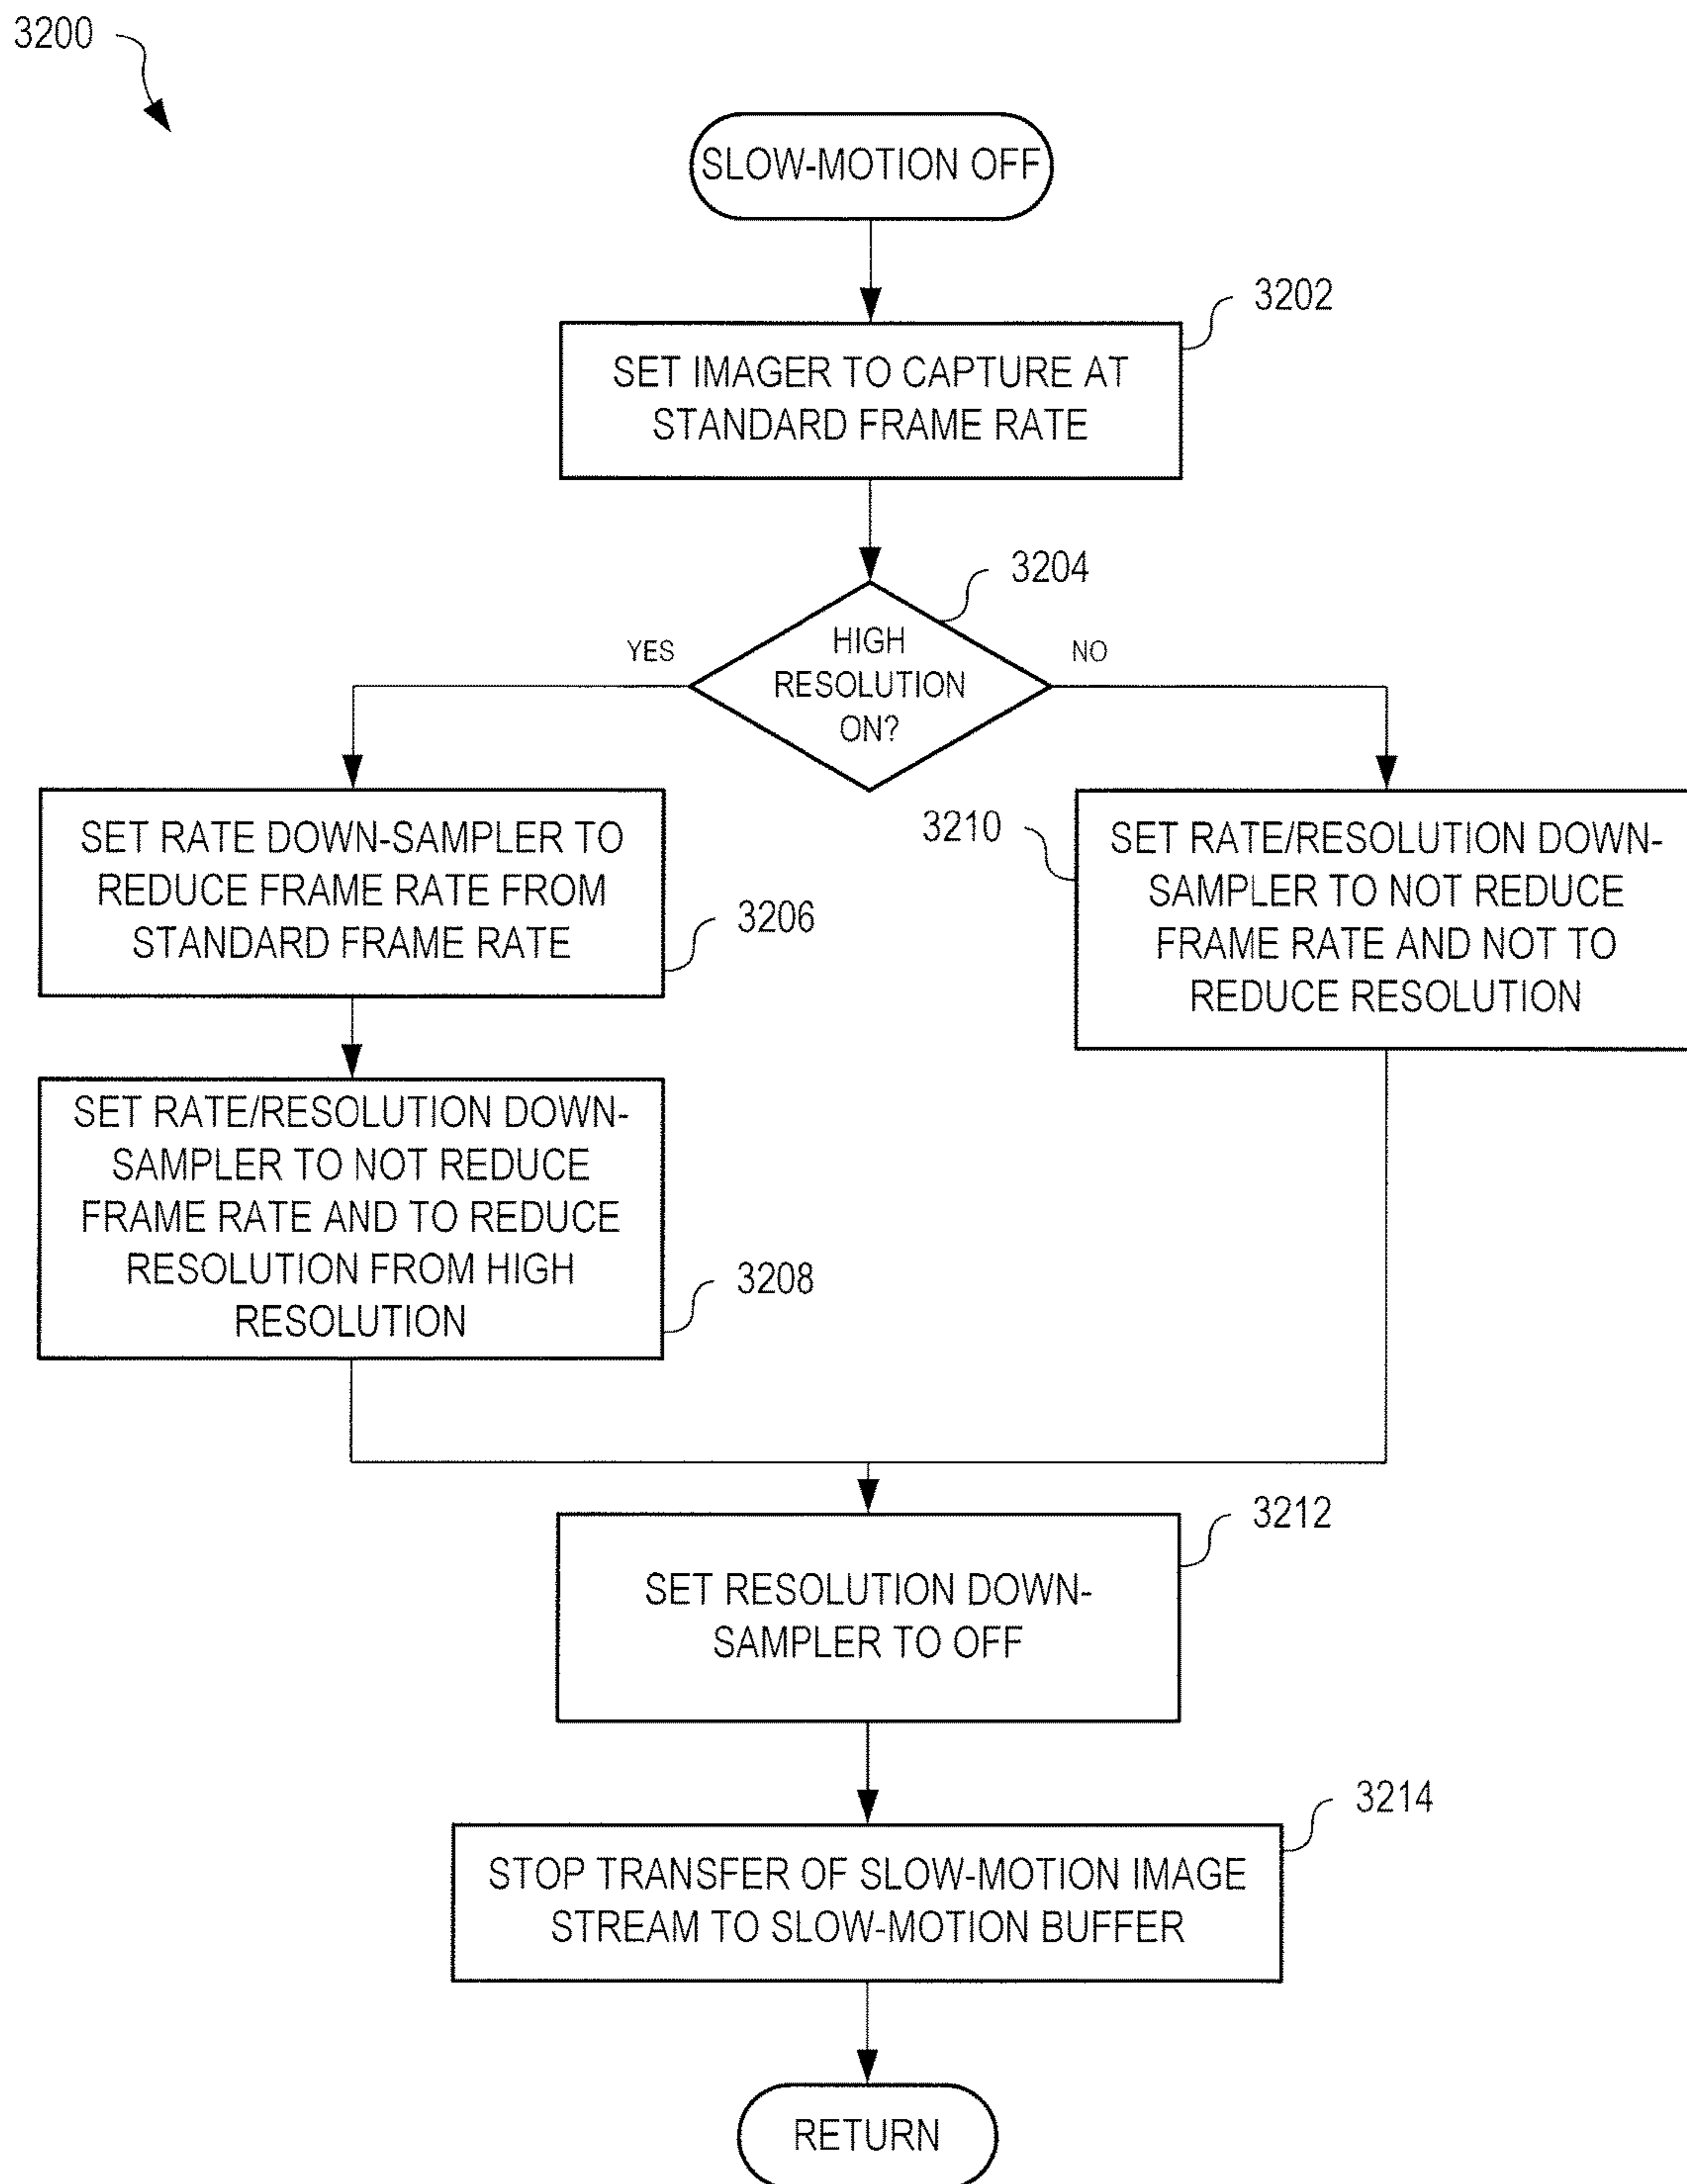 3200
SLOW-MOTION OFF
3202
SET IMAGER TO CAPTURE AT
STANDARD FRAME RATE
3204
HIGH
RESOLUTION
ON?
YES
NO
SET RATE DOWN-SAMPLER TO
REDUCE FRAME RATE FROM
STANDARD FRAME RATE
3206
3210
SET RATE/RESOLUTION DOWN-
SAMPLER TO NOT REDUCE
FRAME RATE AND NOT TO
REDUCE RESOLUTION
SET RATE/RESOLUTION DOWN-
SAMPLER TO NOT REDUCE
FRAME RATE AND TO REDUCE
RESOLUTION FROM HIGH
RESOLUTION
3208
3212
SET RESOLUTION DOWN-
SAMPLER TO OFF
3214
STOP TRANSFER OF SLOW-MOTION IMAGE
STREAM TO SLOW-MOTION BUFFER
RETURN